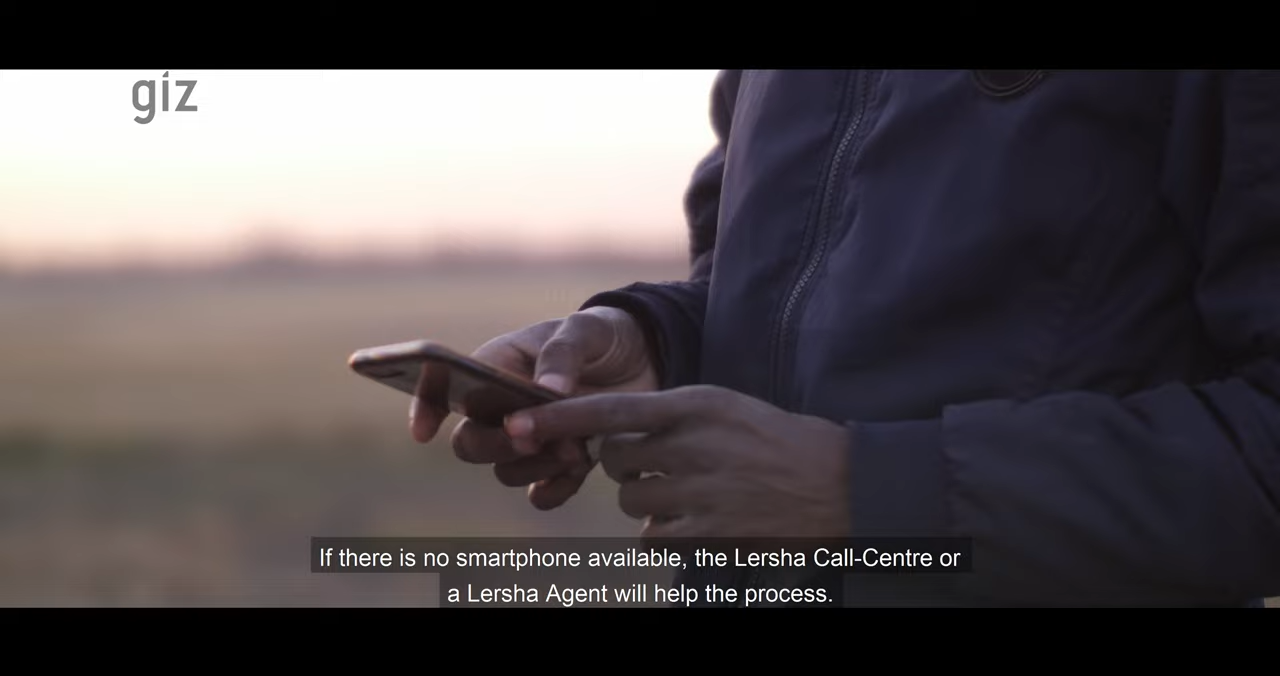 giz
If there is no smartphone available, the Lersha Call-Centre or
a Lersha Agent will help the process.